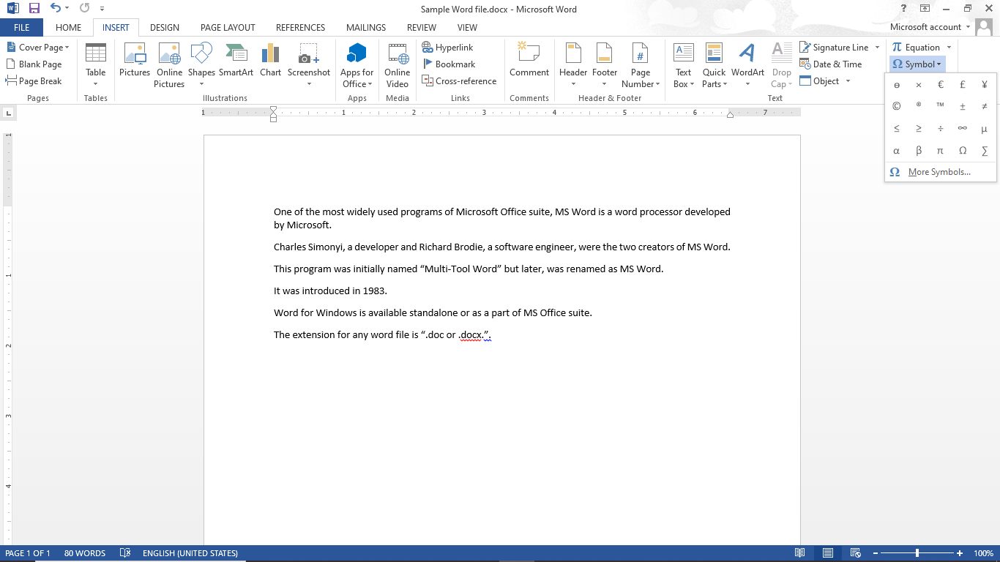 Sample Word file.docx - Microsoft Word
?
FILE HOME INSERT DESIGN PAGE LAYOUT REFERENCES MAILINGS REVIEW VIEW
Microsoft account
Cover Page
Blank Page
Page Break
Pages
Table
Tables
Pictures
Online Pictures
Shapes
SmartArt
Chart
Screenshot
Illustrations
Apps for Office
Apps
Online Video
Media
Hyperlink
Bookmark
Cross-reference
Links
Comment
Comments
Header
Footer
Page Number
Header & Footer
Text Box
Quick Parts
WordArt
Drop Cap
Signature Line
Date & Time
Object
Text
π Equation
Ω Symbol
ɵ × € £ ¥
© ® ™ ± ≠
≤ ≥ ÷ ∞ µ
α β π Ω ∑
Ω More Symbols...
1 1 2 3 4 5 6 7
1
1
2
3
4
One of the most widely used programs of Microsoft Office suite, MS Word is a word processor developed
by Microsoft.
Charles Simonyi, a developer and Richard Brodie, a software engineer, were the two creators of MS Word.
This program was initially named “Multi-Tool Word” but later, was renamed as MS Word.
It was introduced in 1983.
Word for Windows is available standalone or as a part of MS Office suite.
The extension for any word file is “.doc or .docx.”.
PAGE 1 OF 1 80 WORDS ENGLISH (UNITED STATES) 100%